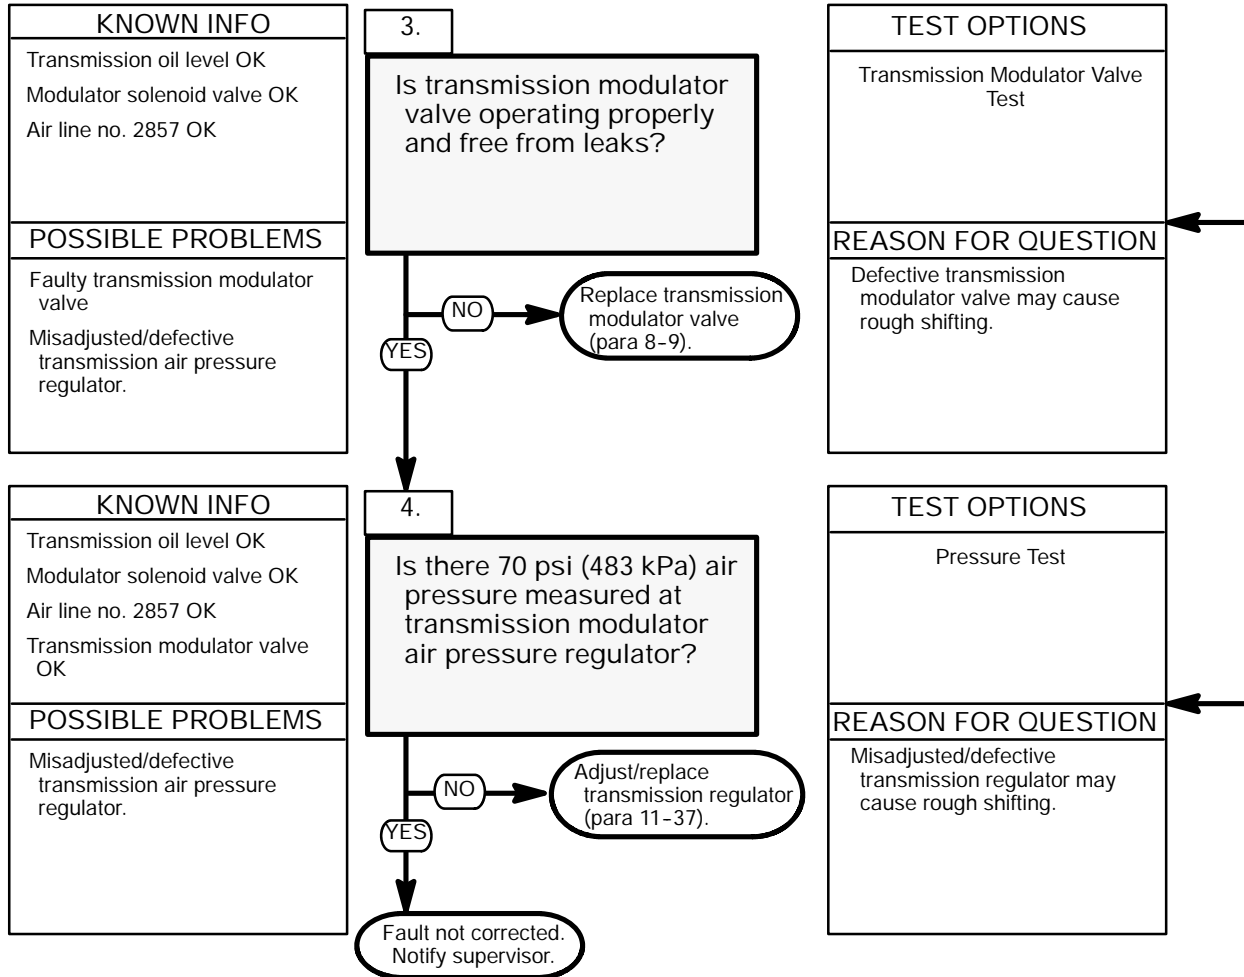 KNOWN INFO
Transmission oil level OK
Modulator solenoid valve OK
Air line no. 2857 OK
POSSIBLE PROBLEMS
Faulty transmission modulator
valve
Misadjusted/defective
transmission air pressure
regulator.
3.
Is transmission modulator
valve operating properly
and free from leaks?
NO
Replace transmission
modulator valve
(para 8-9).
YES
TEST OPTIONS
Transmission Modulator Valve
Test
REASON FOR QUESTION
Defective transmission
modulator valve may cause
rough shifting.
KNOWN INFO
Transmission oil level OK
Modulator solenoid valve OK
Air line no. 2857 OK
Transmission modulator valve
OK
POSSIBLE PROBLEMS
Misadjusted/defective
transmission air pressure
regulator.
4.
Is there 70 psi (483 kPa) air
pressure measured at
transmission modulator
air pressure regulator?
NO
Adjust/replace
transmission regulator
(para 11-37).
YES
Fault not corrected.
Notify supervisor.
TEST OPTIONS
Pressure Test
REASON FOR QUESTION
Misadjusted/defective
transmission regulator may
cause rough shifting.